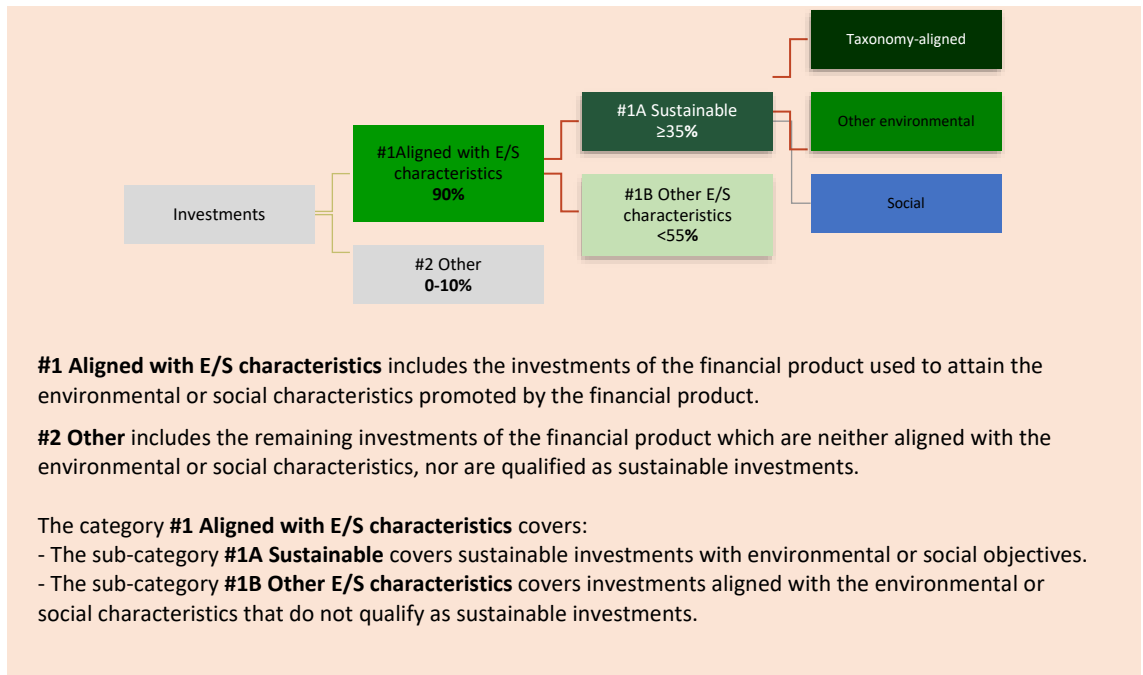 Taxonomy-aligned
#1A Sustainable
≥35%
Other environmental
#1Aligned with E/S
characteristics
90%
Investments
#1B Other E/S
characteristics
<55%
Social
#2 Other
0-10%
#1 Aligned with E/S characteristics includes the investments of the financial product used to attain the
environmental or social characteristics promoted by the financial product.
#2 Other includes the remaining investments of the financial product which are neither aligned with the
environmental or social characteristics, nor are qualified as sustainable investments.
The category #1 Aligned with E/S characteristics covers:
- The sub-category #1A Sustainable covers sustainable investments with environmental or social objectives.
- The sub-category #1B Other E/S characteristics covers investments aligned with the environmental or
social characteristics that do not qualify as sustainable investments.